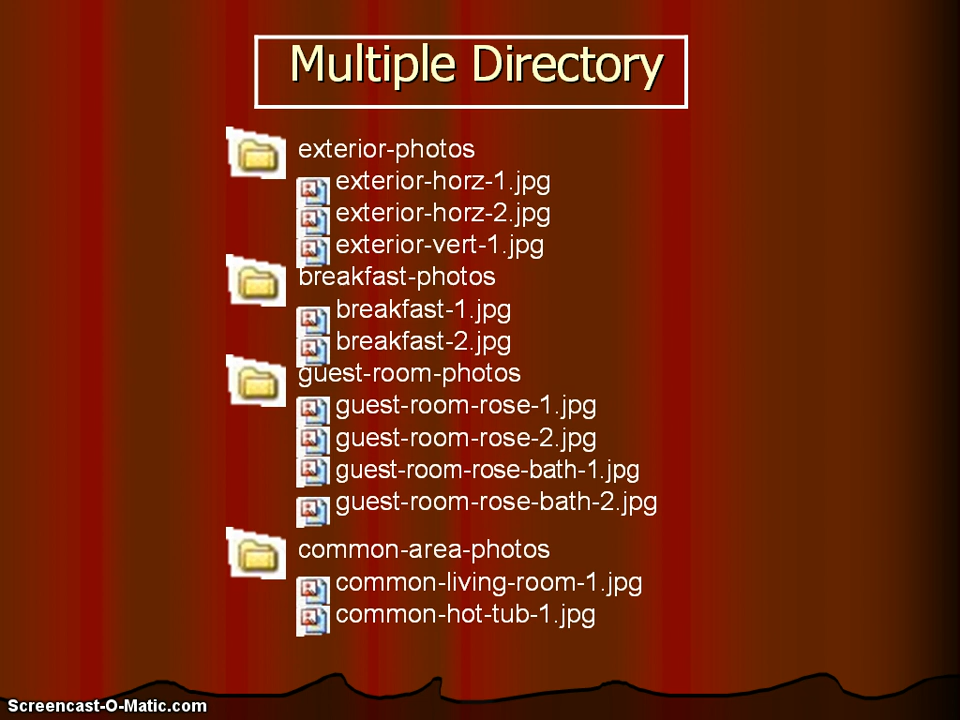 Multiple Directory
exterior-photos
exterior-horz-1.jpg
exterior-horz-2.jpg
exterior-vert-1.jpg
breakfast-photos
breakfast-1.jpg
breakfast-2.jpg
guest-room-photos
guest-room-rose-1.jpg
guest-room-rose-2.jpg
guest-room-rose-bath-1.jpg
guest-room-rose-bath-2.jpg
common-area-photos
common-living-room-1.jpg
common-hot-tub-1.jpg
Screencast-O-Matic.com